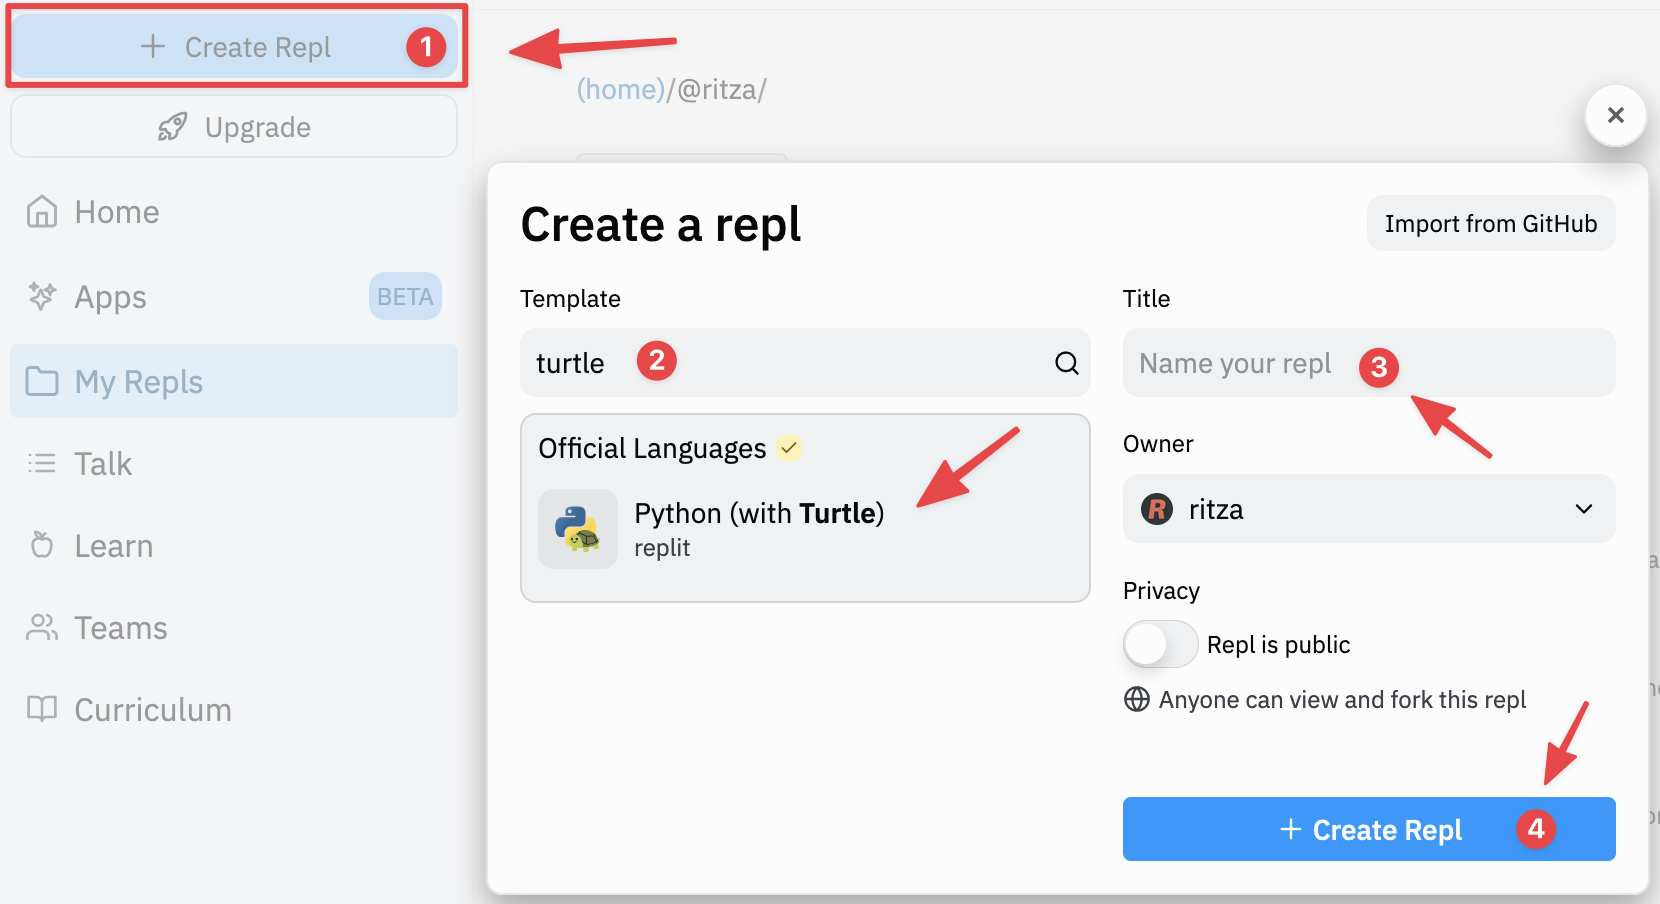 + Create Repl 1
Upgrade
Home
Apps BETA
My Repls
Talk
Learn
Teams
Curriculum
(home)/@ritza/
×
Create a repl
Import from GitHub
Template
turtle 2
Official Languages
Python (with Turtle)
replit
Title
Name your repl 3
Owner
R ritza
Privacy
Repl is public
Anyone can view and fork this repl
+ Create Repl 4